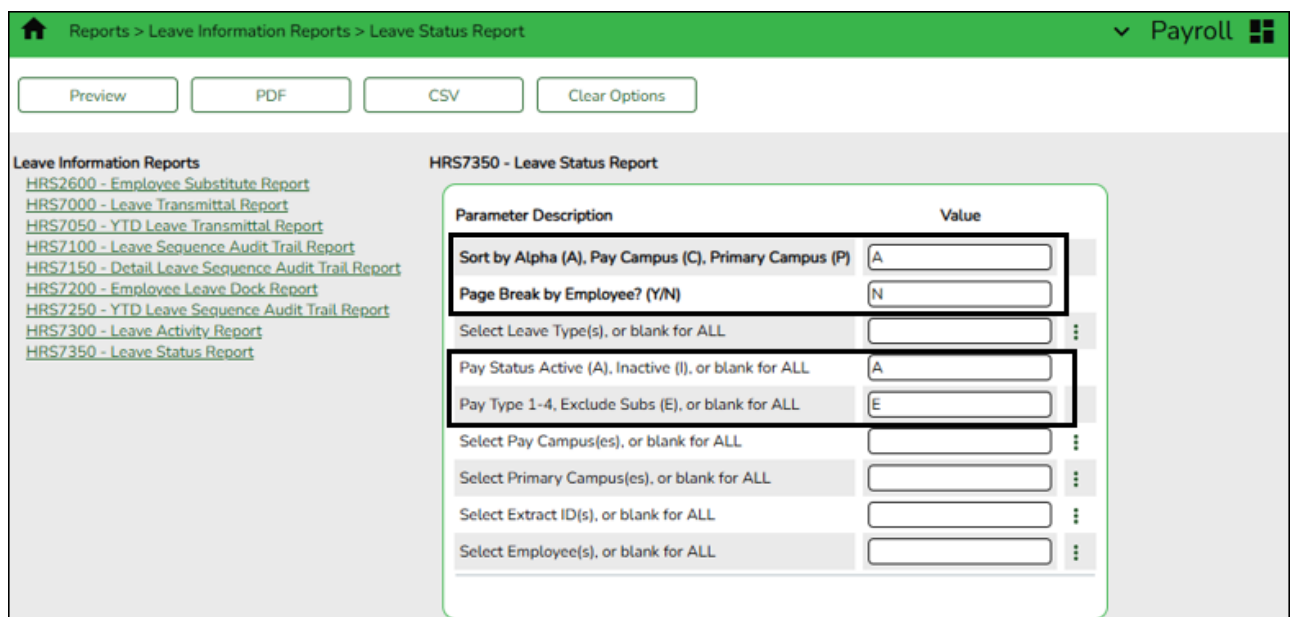 Reports > Leave Information Reports > Leave Status Report
Payroll
Preview PDF CSV Clear Options
Leave Information Reports
HRS2600 - Employee Substitute Report
HRS7000 - Leave Transmittal Report
HRS7050 - YTD Leave Transmittal Report
HRS7100 - Leave Sequence Audit Trail Report
HRS7150 - Detail Leave Sequence Audit Trail Report
HRS7200 - Employee Leave Dock Report
HRS7250 - YTD Leave Sequence Audit Trail Report
HRS7300 - Leave Activity Report
HRS7350 - Leave Status Report
HRS7350 - Leave Status Report
Parameter Description Value
Sort by Alpha (A), Pay Campus (C), Primary Campus (P) A
Page Break by Employee? (Y/N) N
Select Leave Type(s), or blank for ALL
Pay Status Active (A), Inactive (I), or blank for ALL A
Pay Type 1-4, Exclude Subs (E), or blank for ALL E
Select Pay Campus(es), or blank for ALL
Select Primary Campus(es), or blank for ALL
Select Extract ID(s), or blank for ALL
Select Employee(s), or blank for ALL